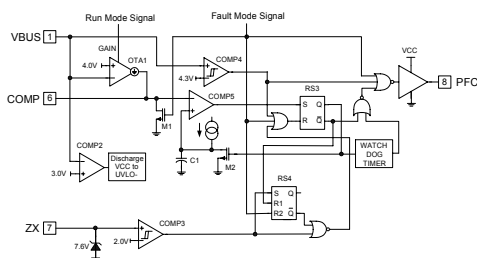 Run Mode Signal
Fault Mode Signal
VBUS 1
GAIN
OTA1
4.0V
COMP4
4.3V
VCC
8 PFC
COMP 6
COMP5
RS3
S Q
R Q
M1
C1
M2
WATCH
DOG
TIMER
COMP2
3.0V
Discharge
VCC to
UVLO-
RS4
S Q
R1
R2 Q
ZX 7
COMP3
7.6V
2.0V